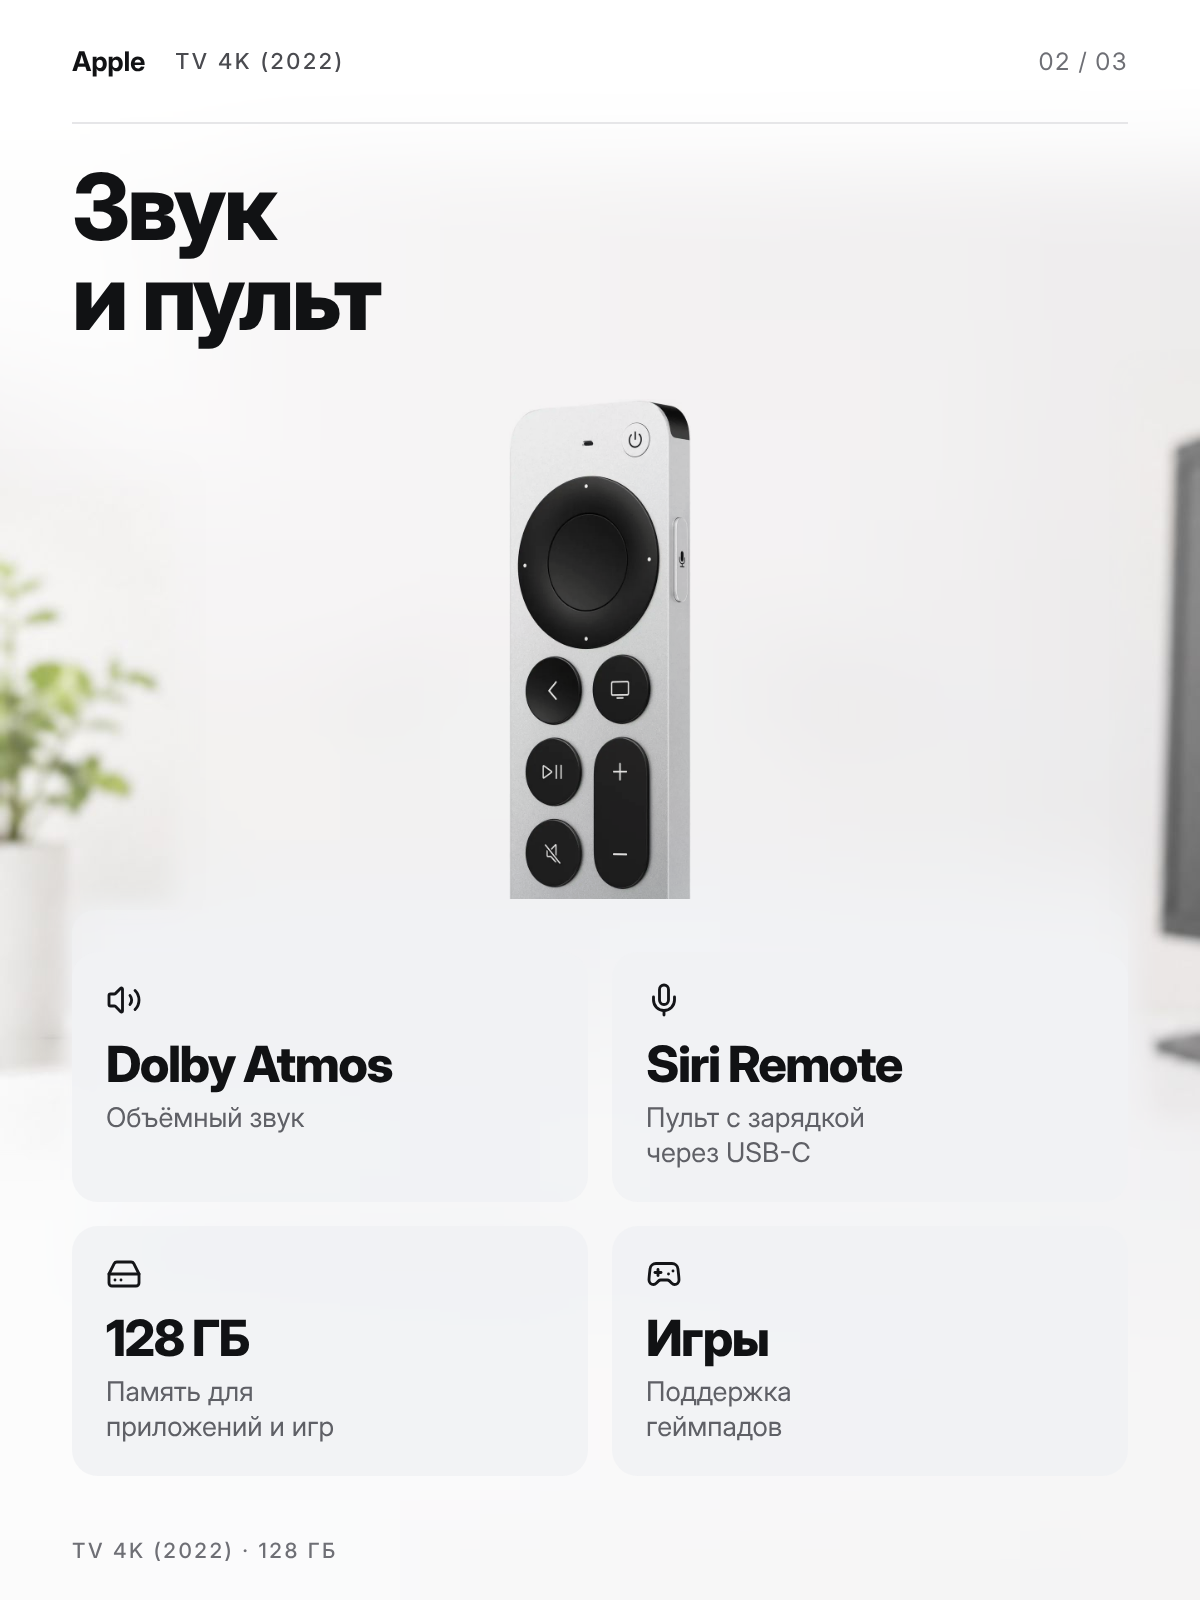 Apple TV 4K (2022) 02 / 03
Звук
и пульт
Dolby Atmos
Объёмный звук
Siri Remote
Пульт с зарядкой
через USB-C
128 ГБ
Память для
приложений и игр
Игры
Поддержка
геймпадов
TV 4K (2022) · 128 ГБ